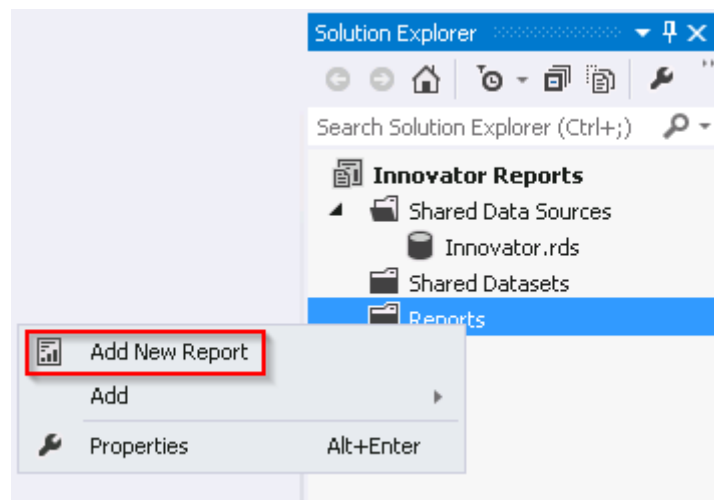 Solution Explorer
Search Solution Explorer (Ctrl+;)
Innovator Reports
Shared Data Sources
Innovator.rds
Shared Datasets
Reports
Add New Report
Add
Properties Alt+Enter